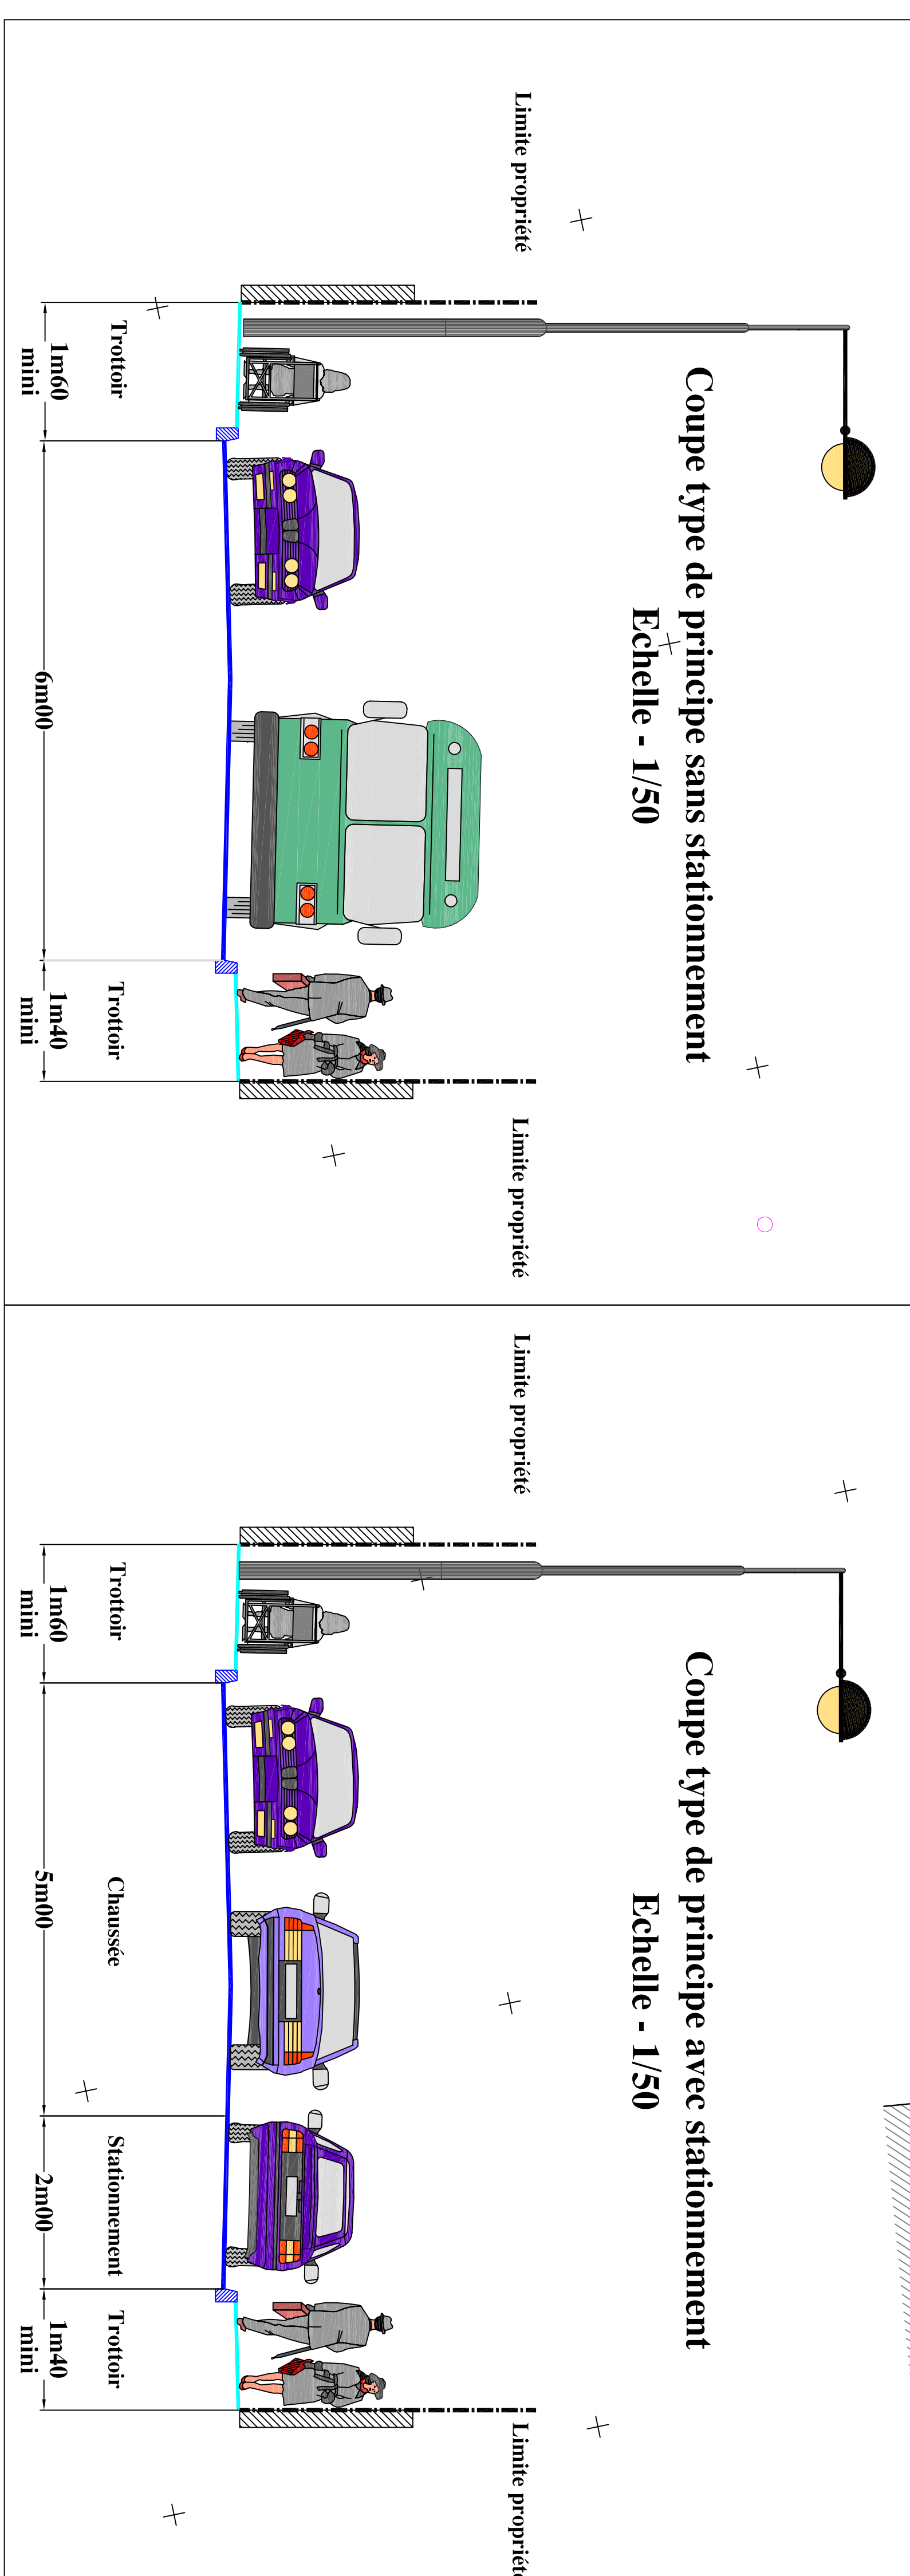 Coupe type de principe sans stationnement
Echelle - 1/50
Limite propriété
Limite propriété
Trottoir
Trottoir
1m60
mini
6m00
1m40
mini
Coupe type de principe avec stationnement
Echelle - 1/50
Limite propriété
Limite propriété
Trottoir
Chaussée
Stationnement
Trottoir
1m60
mini
5m00
2m00
1m40
mini